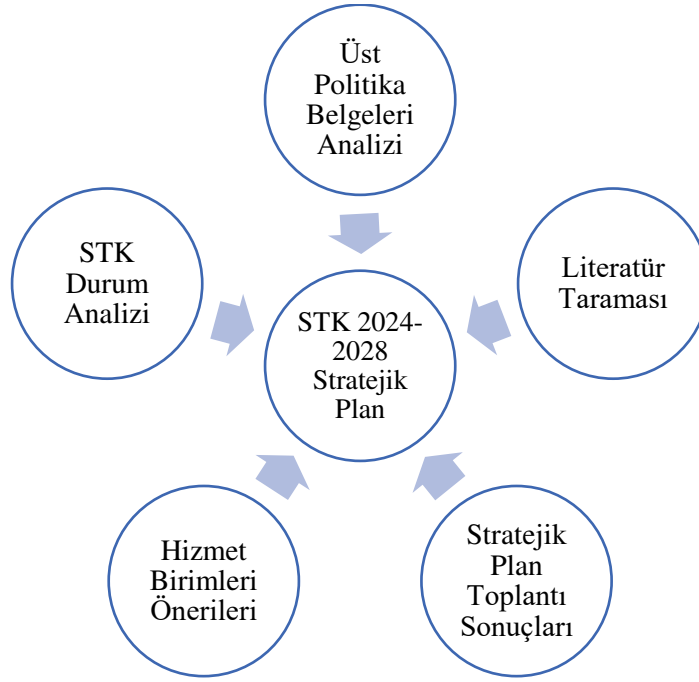 Üst
Politika
Belgeleri
Analizi
STK
Durum
Analizi
Literatür
Taraması
STK 2024-
2028
Stratejik
Plan
Hizmet
Birimleri
Önerileri
Stratejik
Plan
Toplantı
Sonuçları